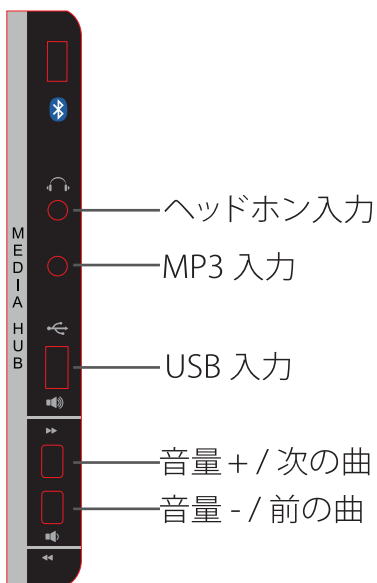 MEDIA HUB
ヘッドホン入力
MP3 入力
USB 入力
音量 + / 次の曲
音量 - / 前の曲